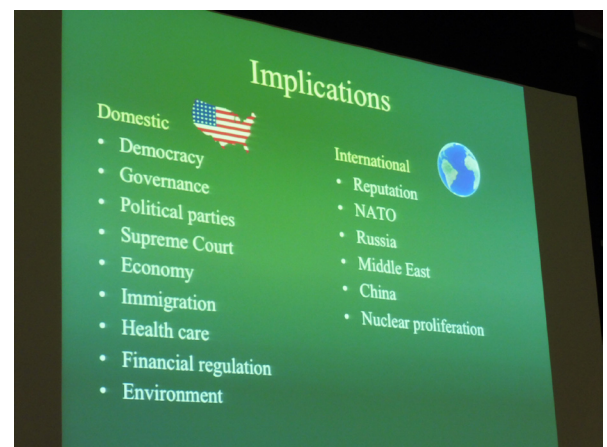 Implications
Domestic
• Democracy
• Governance
• Political parties
• Supreme Court
• Economy
• Immigration
• Health care
• Financial regulation
• Environment
International
• Reputation
• NATO
• Russia
• Middle East
• China
• Nuclear proliferation